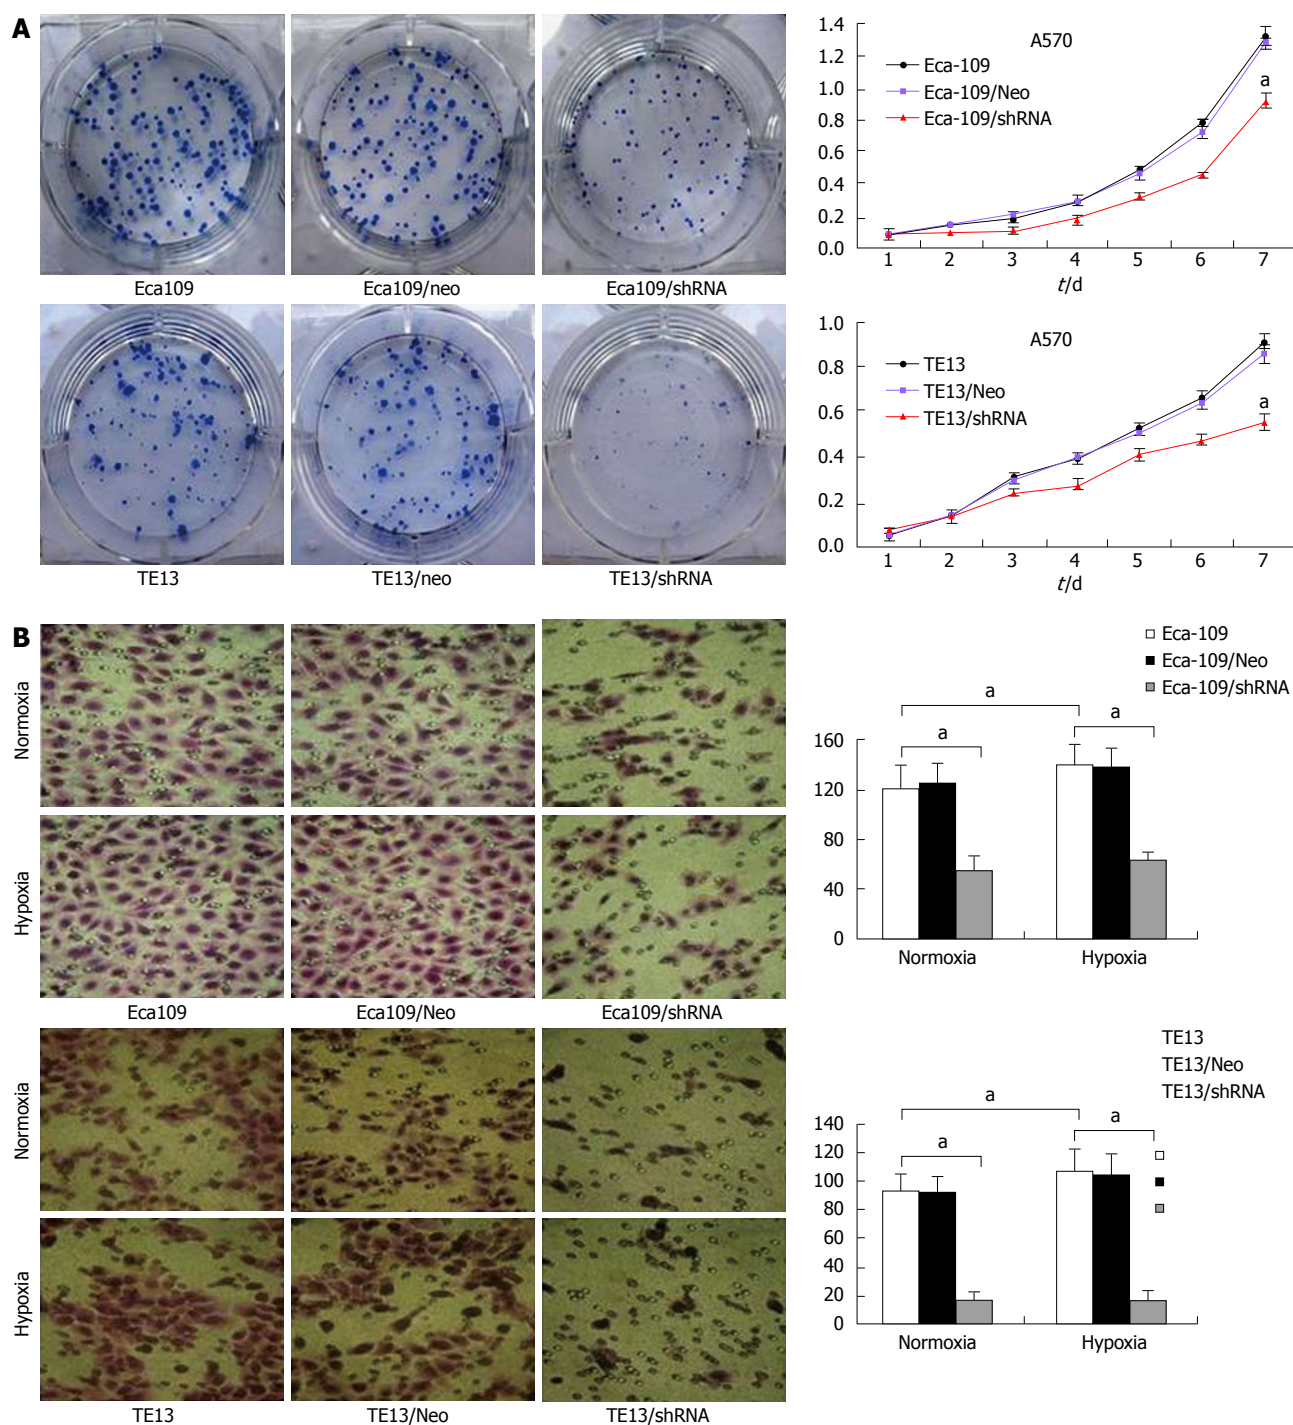 A
Eca109
Eca109/neo
Eca109/shRNA
TE13
TE13/neo
TE13/shRNA
A570
Eca-109
Eca-109/Neo
Eca-109/shRNA
a
1.4
1.2
1.0
0.8
0.6
0.4
0.2
0.0
1 2 3 4 5 6 7
t/d
A570
TE13
TE13/Neo
TE13/shRNA
a
1.0
0.8
0.6
0.4
0.2
0.0
1 2 3 4 5 6 7
t/d
B
Normoxia
Hypoxia
Eca109
Eca109/Neo
Eca109/shRNA
Normoxia
Hypoxia
TE13
TE13/Neo
TE13/shRNA
Eca-109
Eca-109/Neo
Eca-109/shRNA
a
a
a
160
120
80
40
0
Normoxia
Hypoxia
TE13
TE13/Neo
TE13/shRNA
a
a
a
140
120
100
80
60
40
20
0
Normoxia
Hypoxia